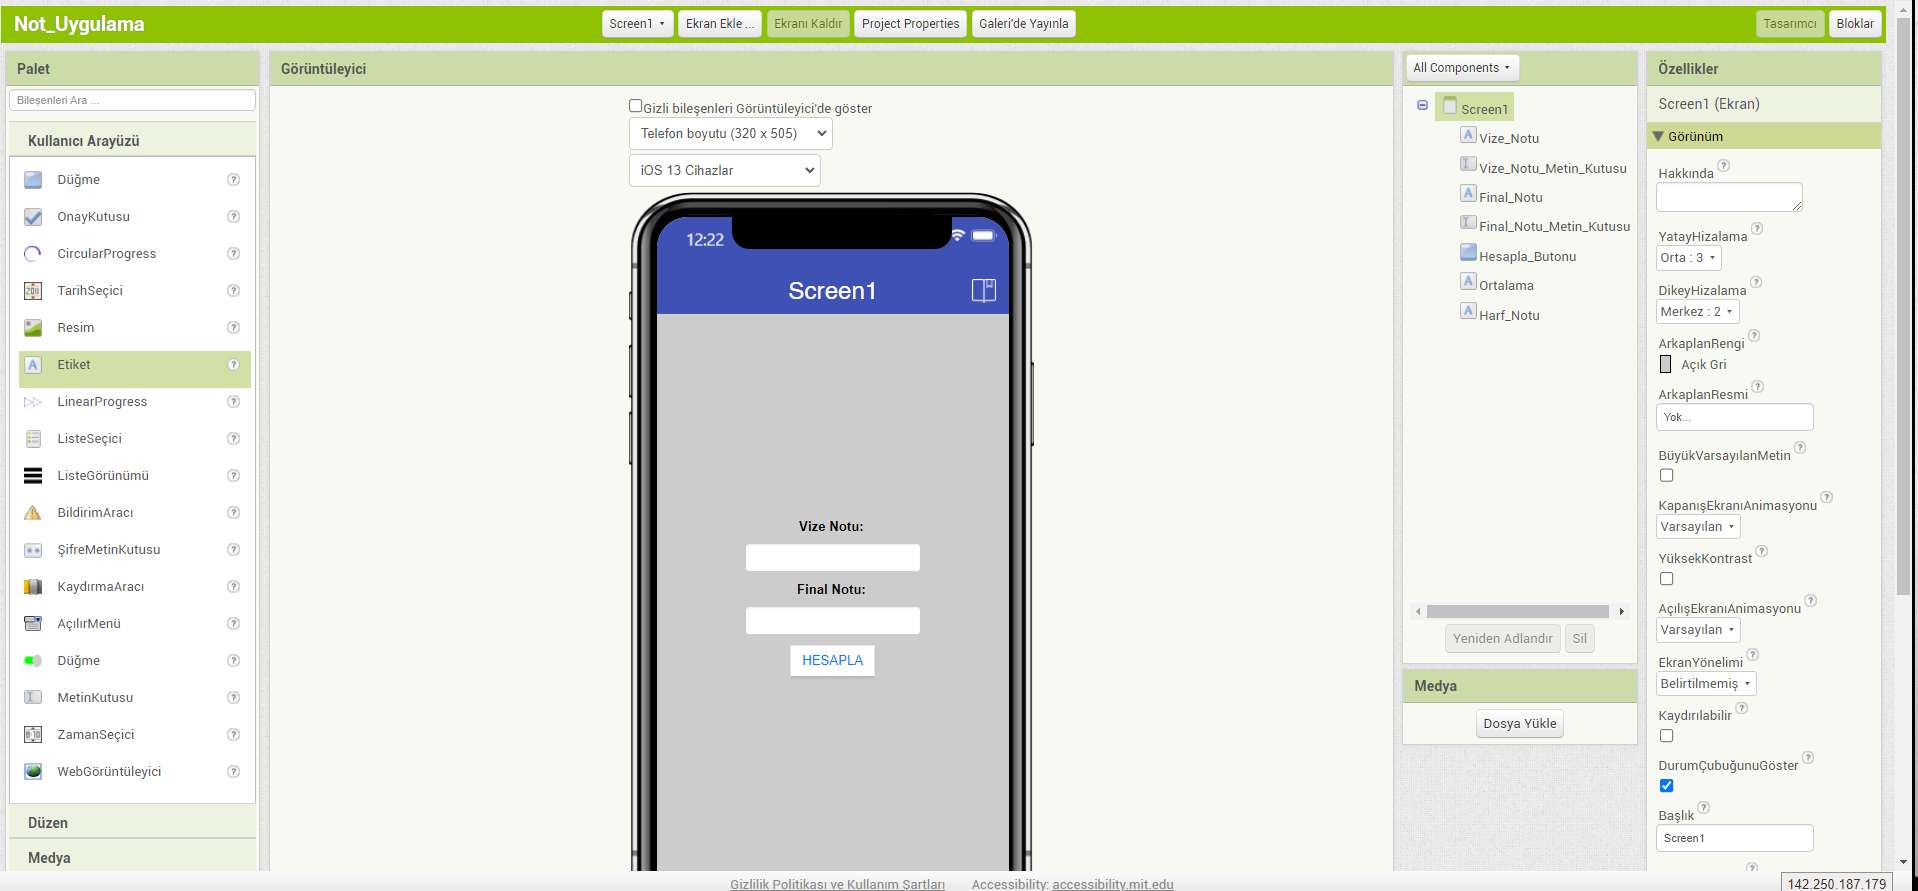 Not_Uygulama
Screen1
Ekran Ekle ...
Ekranı Kaldır
Project Properties
Galeri'de Yayınla
Tasarımcı
Bloklar
Palet
Bileşenleri Ara ...
Kullanıcı Arayüzü
Düğme
OnayKutusu
CircularProgress
TarihSeçici
Resim
Etiket
LinearProgress
ListeSeçici
ListeGörünümü
BildirimAracı
ŞifreMetinKutusu
KaydırmaAracı
AçılırMenü
Düğme
MetinKutusu
ZamanSeçici
WebGörüntüleyici
Düzen
Medya
Görüntüleyici
Gizli bileşenleri Görüntüleyici'de göster
Telefon boyutu (320 x 505)
iOS 13 Cihazlar
12:22
Screen1
Vize Notu:
Final Notu:
HESAPLA
All Components
Screen1
Vize_Notu
Vize_Notu_Metin_Kutusu
Final_Notu
Final_Notu_Metin_Kutusu
Hesapla_Butonu
Ortalama
Harf_Notu
Yeniden Adlandır
Sil
Medya
Dosya Yükle
Özellikler
Screen1 (Ekran)
Görünüm
Hakkında
YatayHizalama
Orta : 3
DikeyHizalama
Merkez : 2
ArkaplanRengi
Açık Gri
ArkaplanResmi
Yok...
BüyükVarsayılanMetin
KapanışEkranıAnimasyonu
Varsayılan
YüksekKontrast
AçılışEkranıAnimasyonu
Varsayılan
EkranYönelimi
Belirtilmemiş
Kaydırılabilir
DurumÇubuğunuGöster
Başlık
Screen1
Gizlilik Politikası ve Kullanım Şartları
Accessibility: accessibility.mit.edu
142.250.187.179